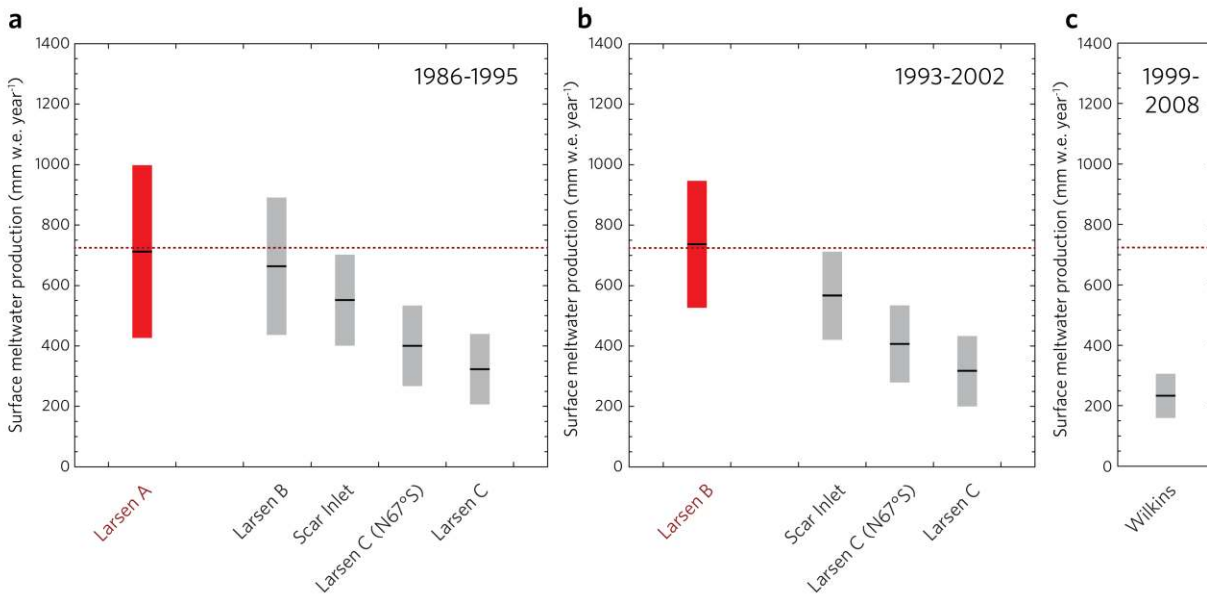 a
Surface meltwater production (mm w.e. year⁻¹)
1400
1200
1000
800
600
400
200
0
1986-1995
Larsen A
Larsen B
Scar Inlet
Larsen C (N67°S)
Larsen C
b
Surface meltwater production (mm w.e. year⁻¹)
1400
1200
1000
800
600
400
200
0
1993-2002
Larsen B
Scar Inlet
Larsen C (N67°S)
Larsen C
c
Surface meltwater production (mm w.e. year⁻¹)
1400
1200
1000
800
600
400
200
0
1999-
2008
Wilkins